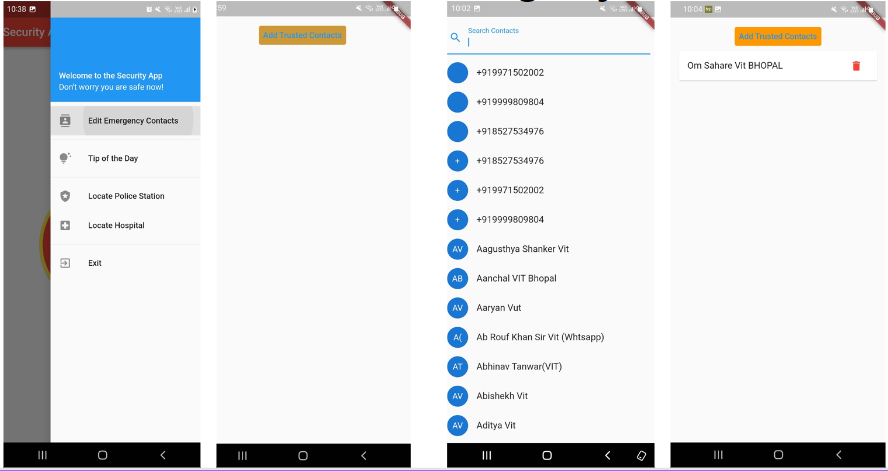 10:38
Security A
Welcome to the Security App
Don't worry you are safe now!
Edit Emergency Contacts
Tip of the Day
Locate Police Station
Locate Hospital
Exit
59
Add Trusted Contacts
10:02
Search Contacts
+919971502002
+919999809804
+918527534976
+ +918527534976
+ +919971502002
+ +919999809804
AV Aagusthya Shanker Vit
AB Aanchal VIT Bhopal
AV Aaryan Vut
A( Ab Rouf Khan Sir Vit (Whtsapp)
AT Abhinav Tanwar(VIT)
AV Abishekh Vit
AV Aditya Vit
10:04
Add Trusted Contacts
Om Sahare Vit BHOPAL